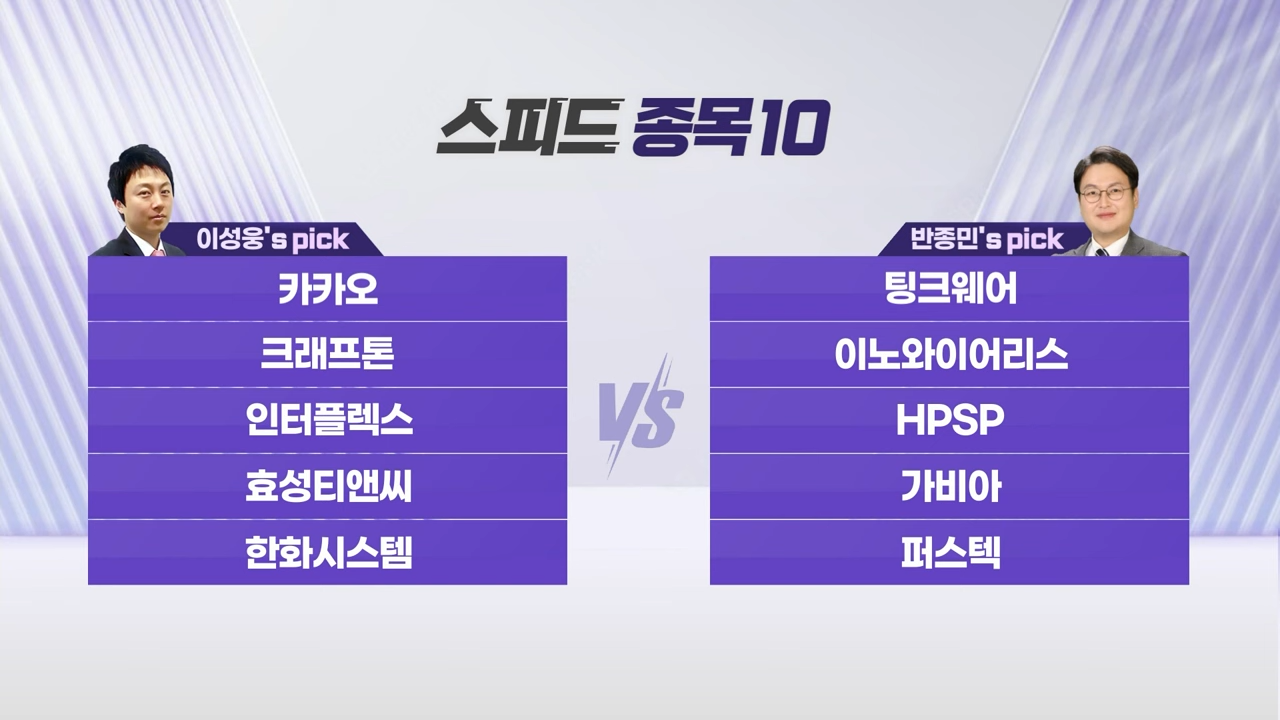 스피드 종목10
이성웅's pick
카카오
크래프톤
인터플렉스
효성티앤씨
한화시스템
VS
반종민's pick
팅크웨어
이노와이어리스
HPSP
가비아
퍼스텍